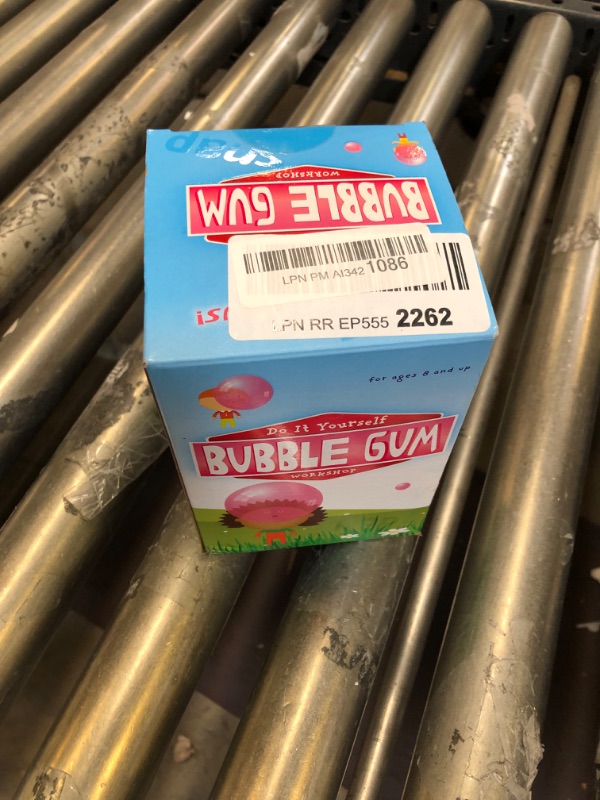 WORKSHOP
BUBBLE GUM
LPN PM AI342 1086
LPN RR EP555 2262
for ages 8 and up
Do It Yourself
BUBBLE GUM
WORKSHOP